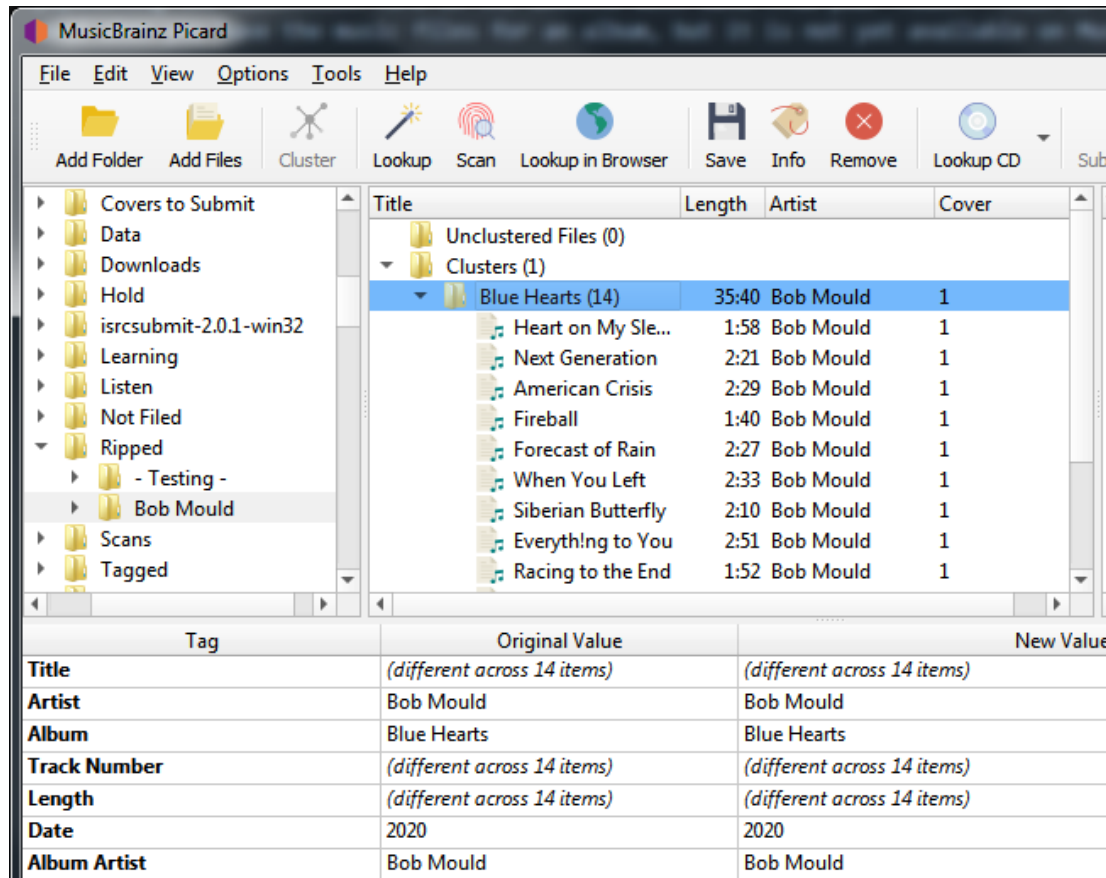 MusicBrainz Picard
File Edit View Options Tools Help
Add Folder Add Files Cluster Lookup Scan Lookup in Browser Save Info Remove Lookup CD Sub
Covers to Submit
Data
Downloads
Hold
isrcsubmit-2.0.1-win32
Learning
Listen
Not Filed
Ripped
- Testing -
Bob Mould
Scans
Tagged
Title Length Artist Cover
Unclustered Files (0)
Clusters (1)
Blue Hearts (14) 35:40 Bob Mould 1
Heart on My Sle... 1:58 Bob Mould 1
Next Generation 2:21 Bob Mould 1
American Crisis 2:29 Bob Mould 1
Fireball 1:40 Bob Mould 1
Forecast of Rain 2:27 Bob Mould 1
When You Left 2:33 Bob Mould 1
Siberian Butterfly 2:10 Bob Mould 1
Everyth!ng to You 2:51 Bob Mould 1
Racing to the End 1:52 Bob Mould 1
Tag Original Value New Value
Title (different across 14 items) (different across 14 items)
Artist Bob Mould Bob Mould
Album Blue Hearts Blue Hearts
Track Number (different across 14 items) (different across 14 items)
Length (different across 14 items) (different across 14 items)
Date 2020 2020
Album Artist Bob Mould Bob Mould